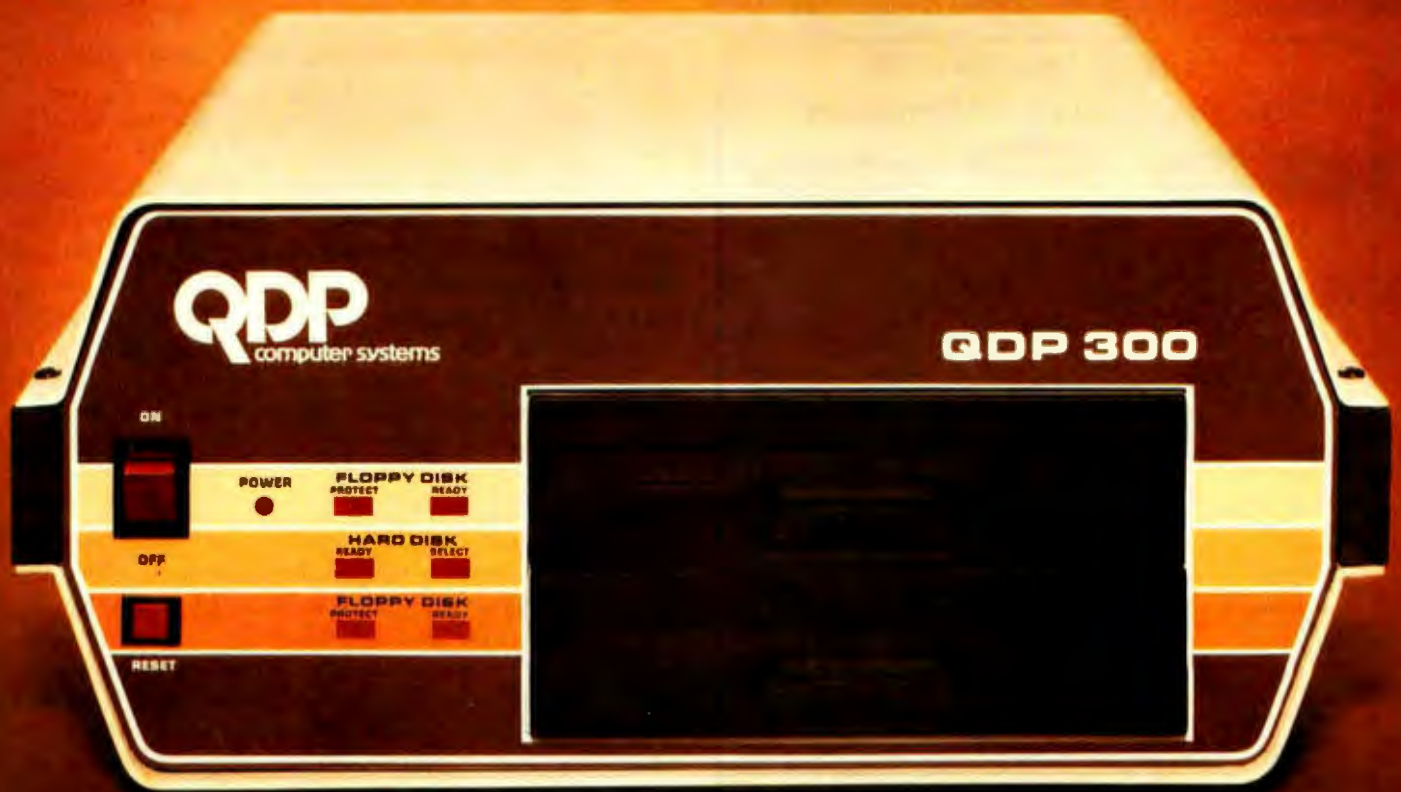 QDP
computer systems
QDP 300
ON
POWER
FLOPPY DISK
PROTECT READY
OFF
HARD DISK
READY SELECT
FLOPPY DISK
PROTECT READY
RESET